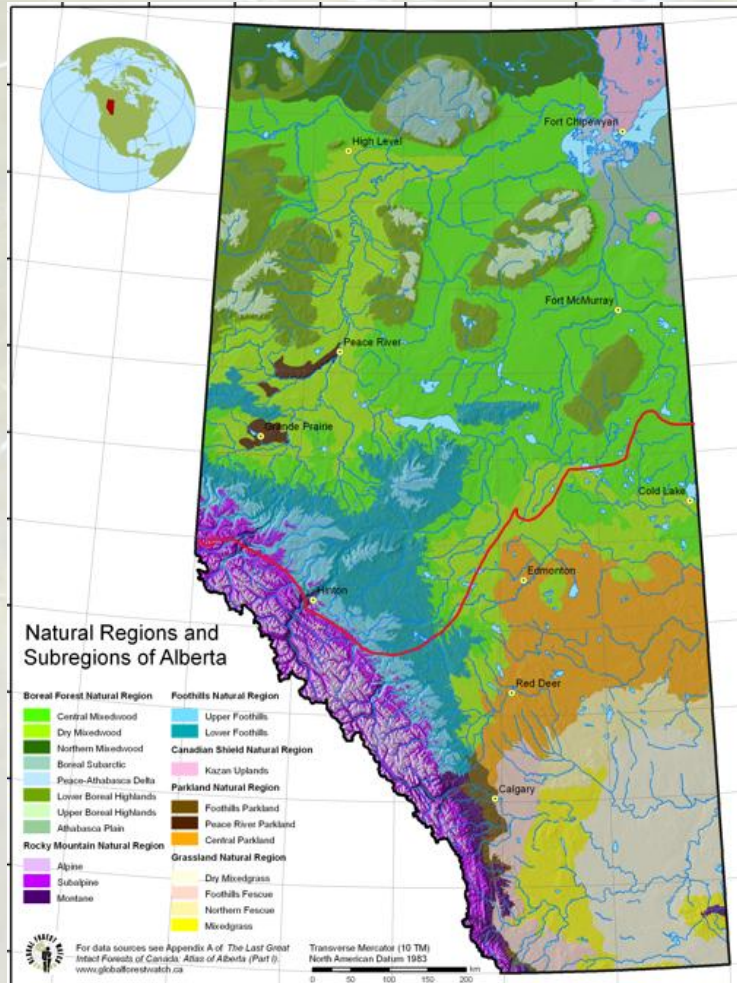 High Level
Fort Chipewyan
Fort McMurray
Peace River
Grande Prairie
Cold Lake
Edmonton
Hinton
Red Deer
Calgary
Natural Regions and
Subregions of Alberta
Boreal Forest Natural Region
Central Mixedwood
Dry Mixedwood
Northern Mixedwood
Boreal Subarctic
Peace-Athabasca Delta
Lower Boreal Highlands
Upper Boreal Highlands
Athabasca Plain
Rocky Mountain Natural Region
Alpine
Subalpine
Montane
Foothills Natural Region
Upper Foothills
Lower Foothills
Canadian Shield Natural Region
Kazan Uplands
Parkland Natural Region
Foothills Parkland
Peace River Parkland
Central Parkland
Grassland Natural Region
Dry Mixedgrass
Foothills Fescue
Northern Fescue
Mixedgrass
GLOBAL FOREST WATCH
For data sources see Appendix A of The Last Great
Intact Forests of Canada: Atlas of Alberta (Part I).
www.globalforestwatch.ca
Transverse Mercator (10 TM)
North American Datum 1983
km
0 50 100 150 200